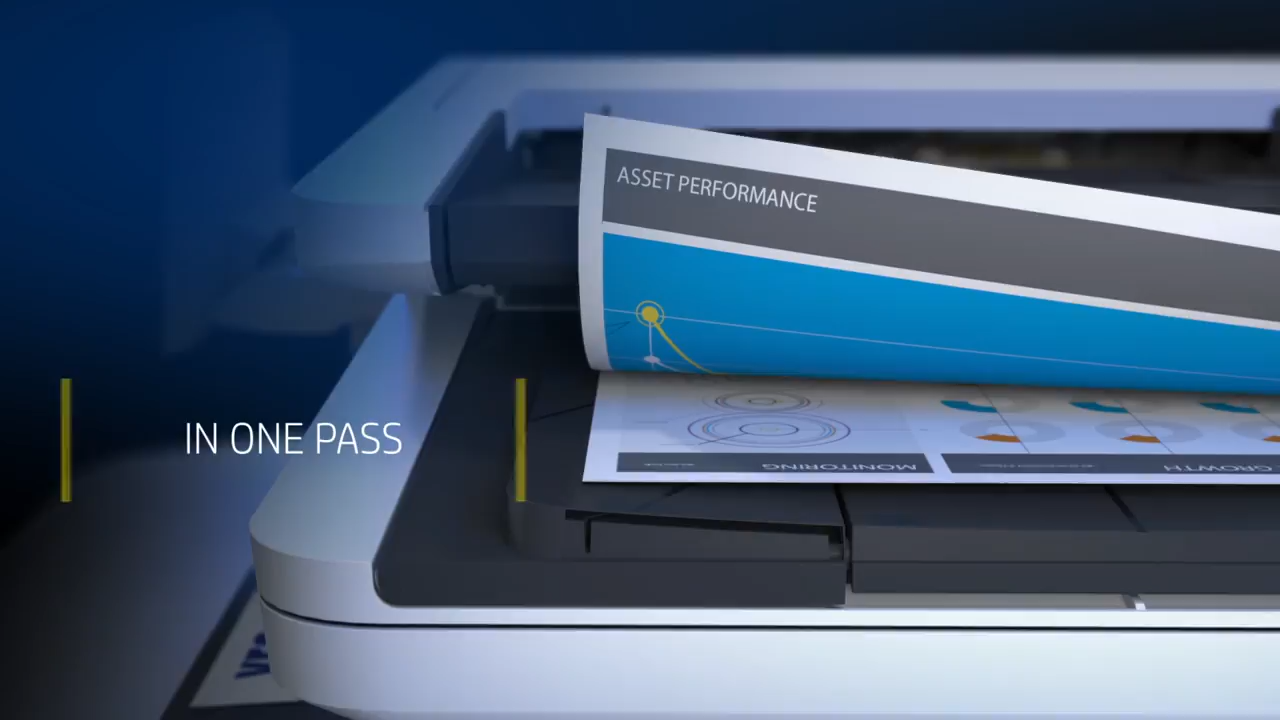 ASSET PERFORMANCE
IN ONE PASS
MONITORING
GROWTH